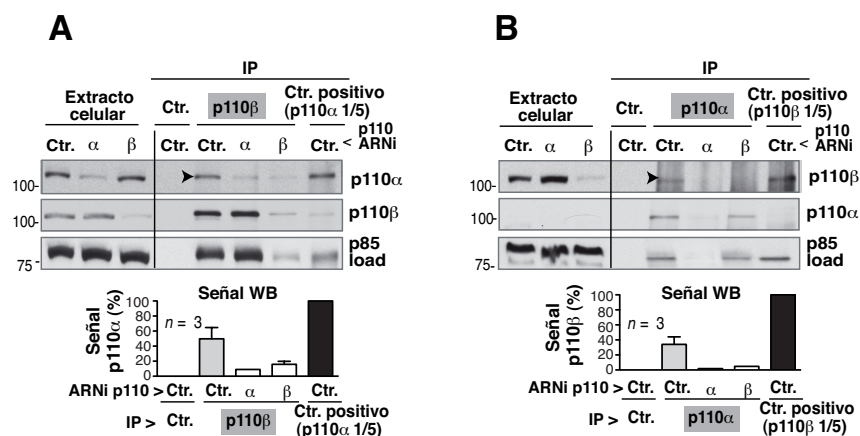 A
IP
Extracto celular
Ctr.
p110β
Ctr. positivo (p110α 1/5)
Ctr. α β
Ctr. Ctr. α β Ctr.
< p110 ARNi
100-
p110α
100-
p110β
75-
p85 load
Señal WB
Señal p110α (%)
100
80
60
40
20
0
n = 3
ARNi p110 > Ctr. Ctr. α β Ctr.
IP > Ctr. p110β Ctr. positivo (p110α 1/5)
B
IP
Extracto celular
Ctr.
p110α
Ctr. positivo (p110β 1/5)
Ctr. α β
Ctr. Ctr. α β Ctr.
< p110 ARNi
100-
p110β
100-
p110α
75-
p85 load
Señal WB
Señal p110β (%)
100
80
60
40
20
0
n = 3
ARNi p110 > Ctr. Ctr. α β Ctr.
IP > Ctr. p110α Ctr. positivo (p110β 1/5)